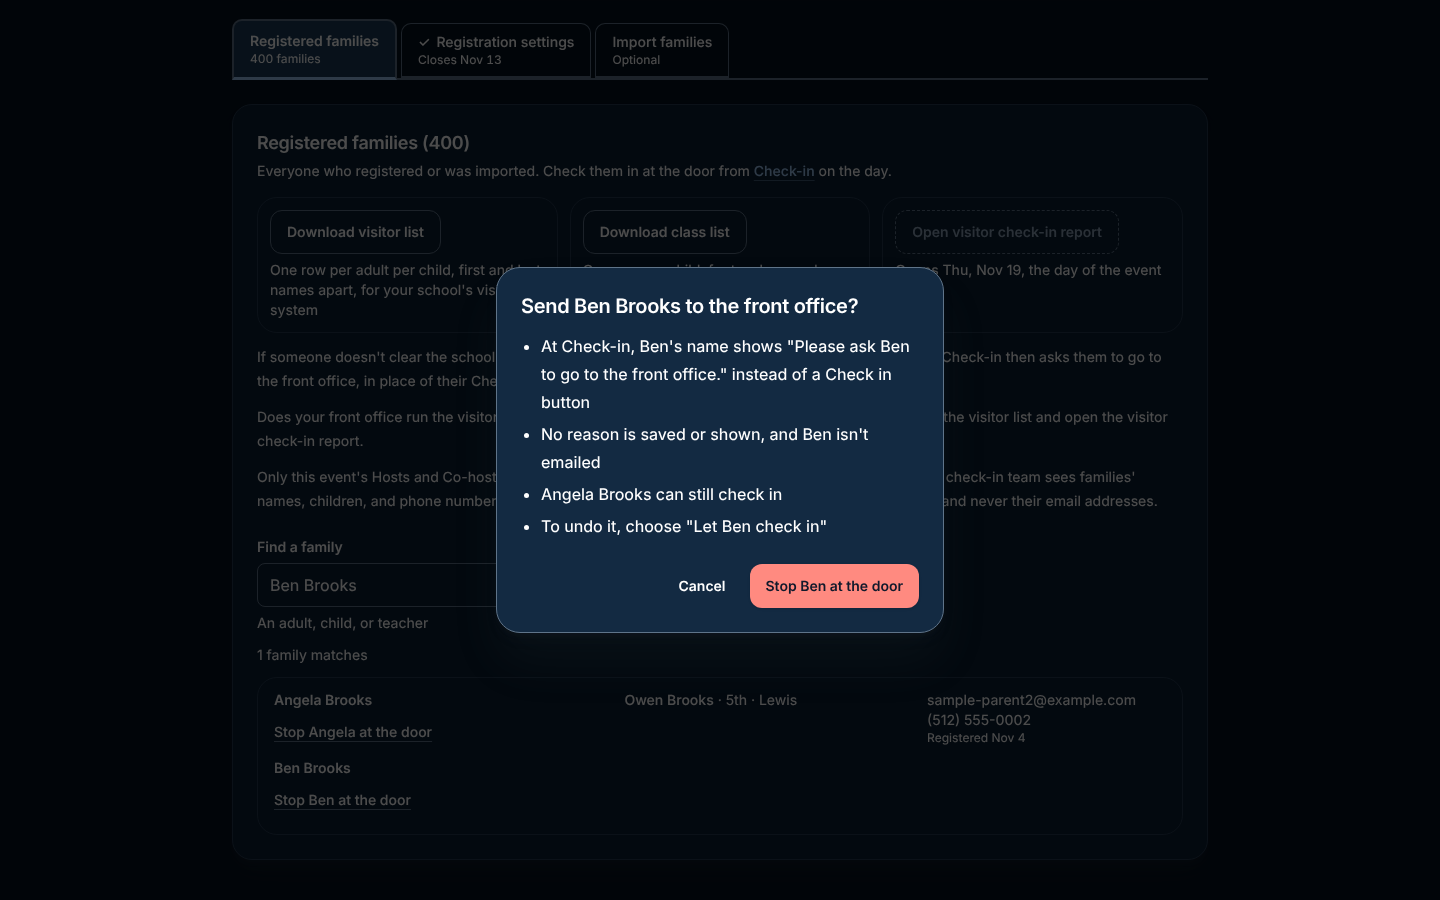 Registered families
400 families
✓ Registration settings
Closes Nov 13
Import families
Optional
Registered families (400)
Everyone who registered or was imported. Check them in at the door from Check-in on the day.
Download visitor list
Download class list
Open visitor check-in report
One row per adult per child, first and
names apart, for your school's
system
Thu, Nov 19, the day of the event
If someone doesn't clear the school
Check-in then asks them to go to
the front office, in place of their
Does your front office run the
the visitor list and open the visitor
check-in report.
Only this event's Hosts and
check-in team sees families'
names, children, and phone
and never their email addresses.
Send Ben Brooks to the front office?
• At Check-in, Ben's name shows "Please ask Ben
to go to the front office." instead of a Check in
button
• No reason is saved or shown, and Ben isn't
emailed
• Angela Brooks can still check in
• To undo it, choose "Let Ben check in"
Cancel
Stop Ben at the door
Find a family
Ben Brooks
An adult, child, or teacher
1 family matches
Angela Brooks
Owen Brooks · 5th · Lewis
sample-parent2@example.com
(512) 555-0002
Registered Nov 4
Stop Angela at the door
Ben Brooks
Stop Ben at the door